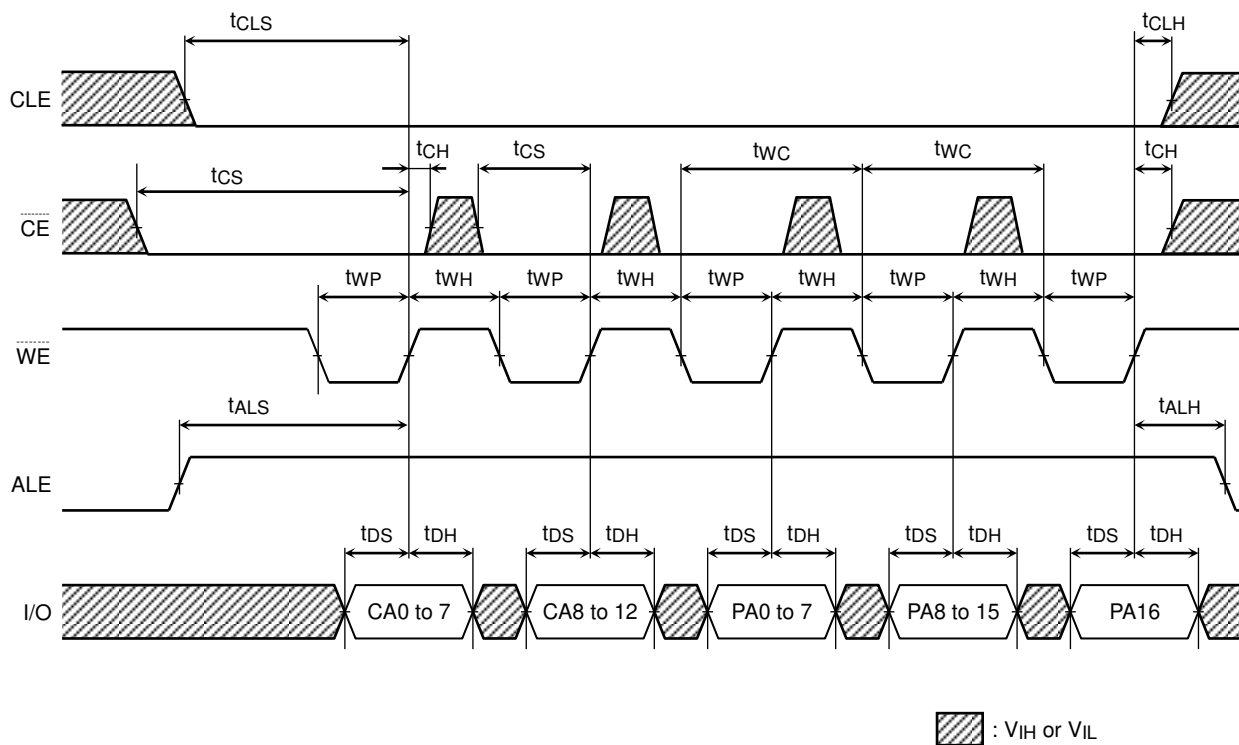 tCLS tCLH
CLE
tCH tCS tWC tWC tCH
tCS
CE
tWP tWH tWP tWH tWP tWH tWP tWH tWP
WE
tALS tALH
ALE
tDS tDH tDS tDH tDS tDH tDS tDH tDS tDH
I/O CA0 to 7 CA8 to 12 PA0 to 7 PA8 to 15 PA16
: VIH or VIL